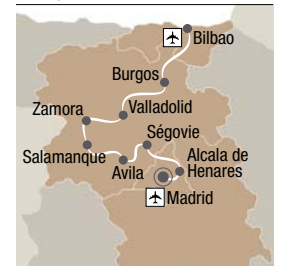 Bilbao
Burgos
Zamora
Valladolid
Ségovie
Salamanque
Alcala de
Henares
Avila
Madrid